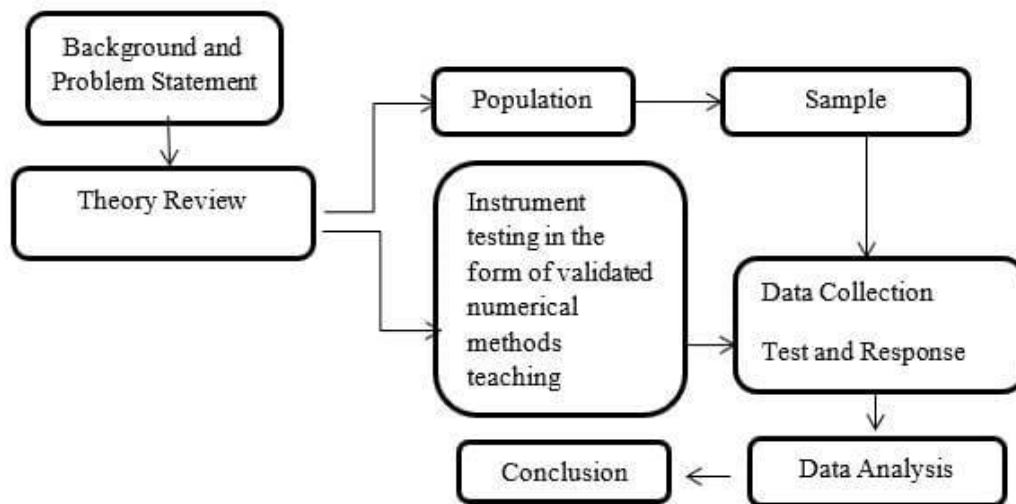 Background and
Problem Statement
Population
Sample
Theory Review
Instrument
testing in the
form of validated
numerical
methods
teaching
Data Collection
Test and Response
Conclusion
Data Analysis